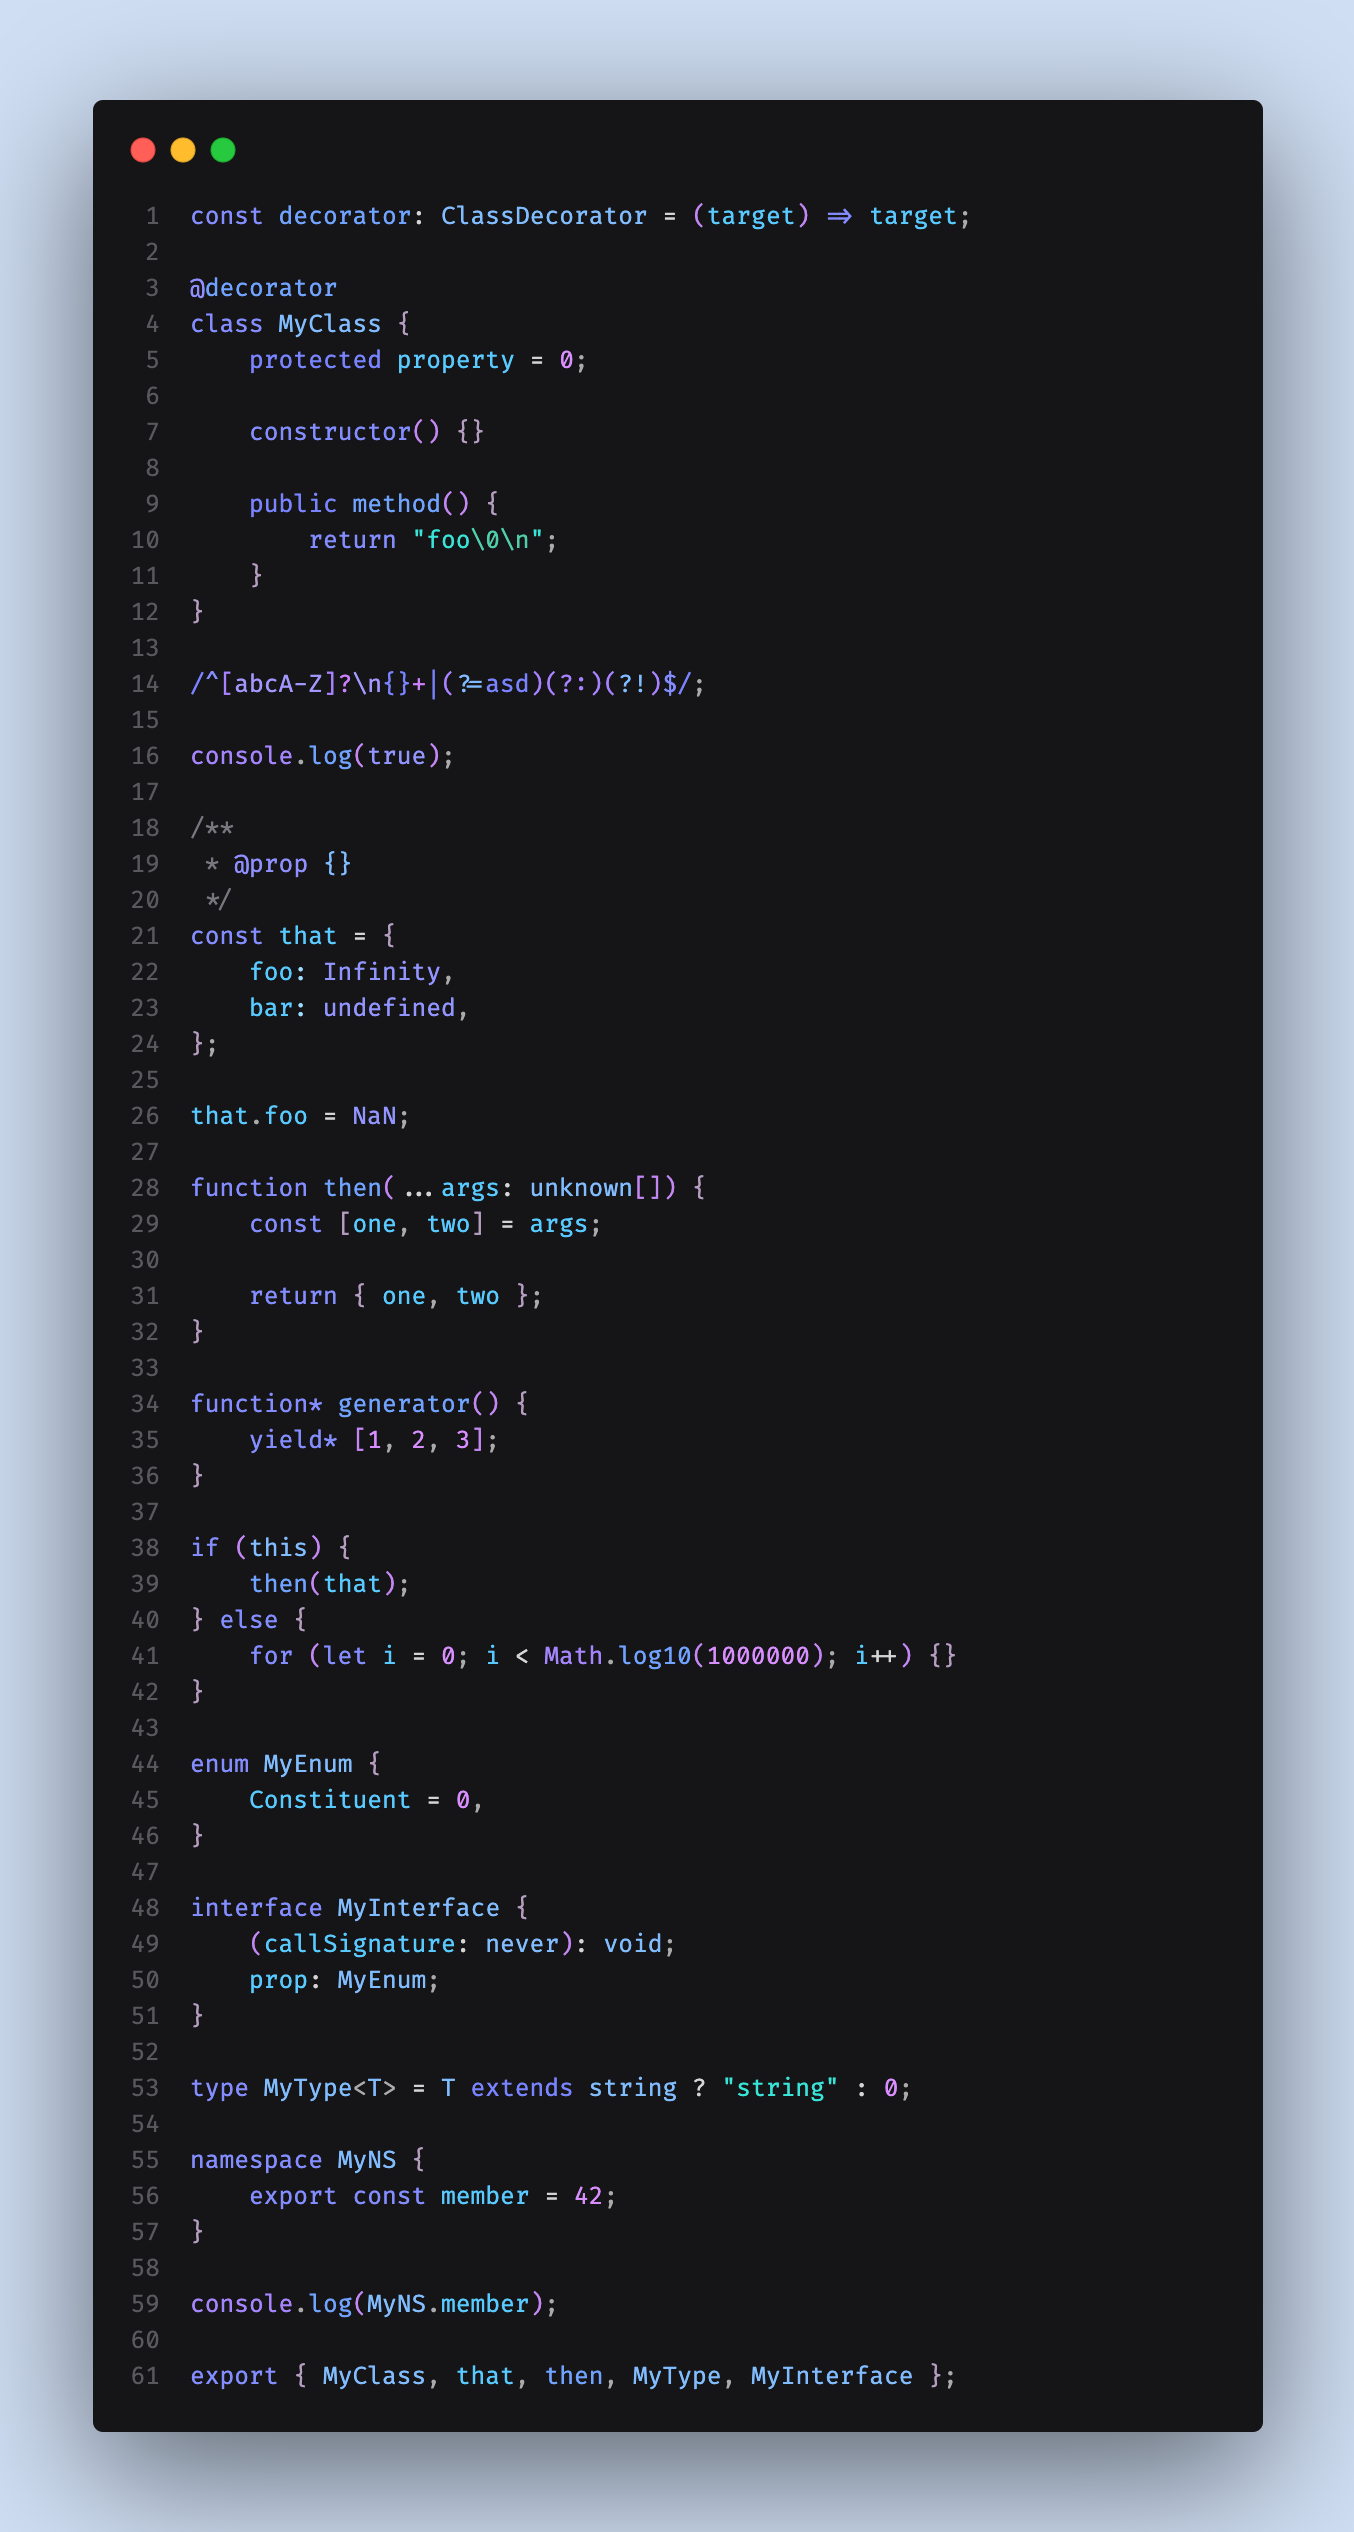 1 const decorator: ClassDecorator = (target) => target;
2
3 @decorator
4 class MyClass {
5     protected property = 0;
6
7     constructor() {}
8
9     public method() {
10         return "foo\0\n";
11     }
12 }
13
14 /^[abcA-Z]?\n{}+|(?=asd)(?:)(?!)$/;
15
16 console.log(true);
17
18 /**
19  * @prop {}
20  */
21 const that = {
22     foo: Infinity,
23     bar: undefined,
24 };
25
26 that.foo = NaN;
27
28 function then(...args: unknown[]) {
29     const [one, two] = args;
30
31     return { one, two };
32 }
33
34 function* generator() {
35     yield* [1, 2, 3];
36 }
37
38 if (this) {
39     then(that);
40 } else {
41     for (let i = 0; i < Math.log10(1000000); i++) {}
42 }
43
44 enum MyEnum {
45     Constituent = 0,
46 }
47
48 interface MyInterface {
49     (callSignature: never): void;
50     prop: MyEnum;
51 }
52
53 type MyType<T> = T extends string ? "string" : 0;
54
55 namespace MyNS {
56     export const member = 42;
57 }
58
59 console.log(MyNS.member);
60
61 export { MyClass, that, then, MyType, MyInterface };